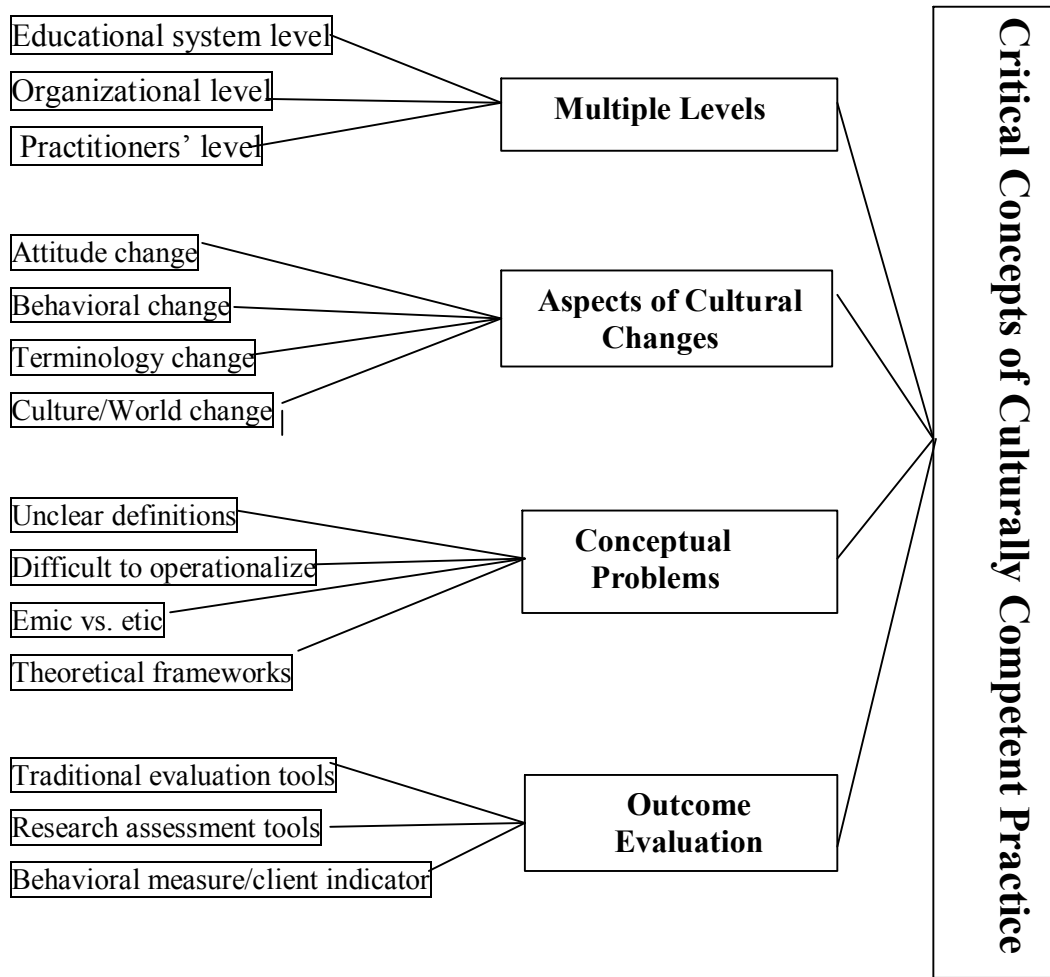 Educational system level
Organizational level
Practitioners’ level
Multiple Levels
Attitude change
Behavioral change
Terminology change
Culture/World change
Aspects of Cultural
Changes
Unclear definitions
Difficult to operationalize
Emic vs. etic
Theoretical frameworks
Conceptual
Problems
Traditional evaluation tools
Research assessment tools
Behavioral measure/client indicator
Outcome
Evaluation
Critical Concepts of Culturally Competent Practice